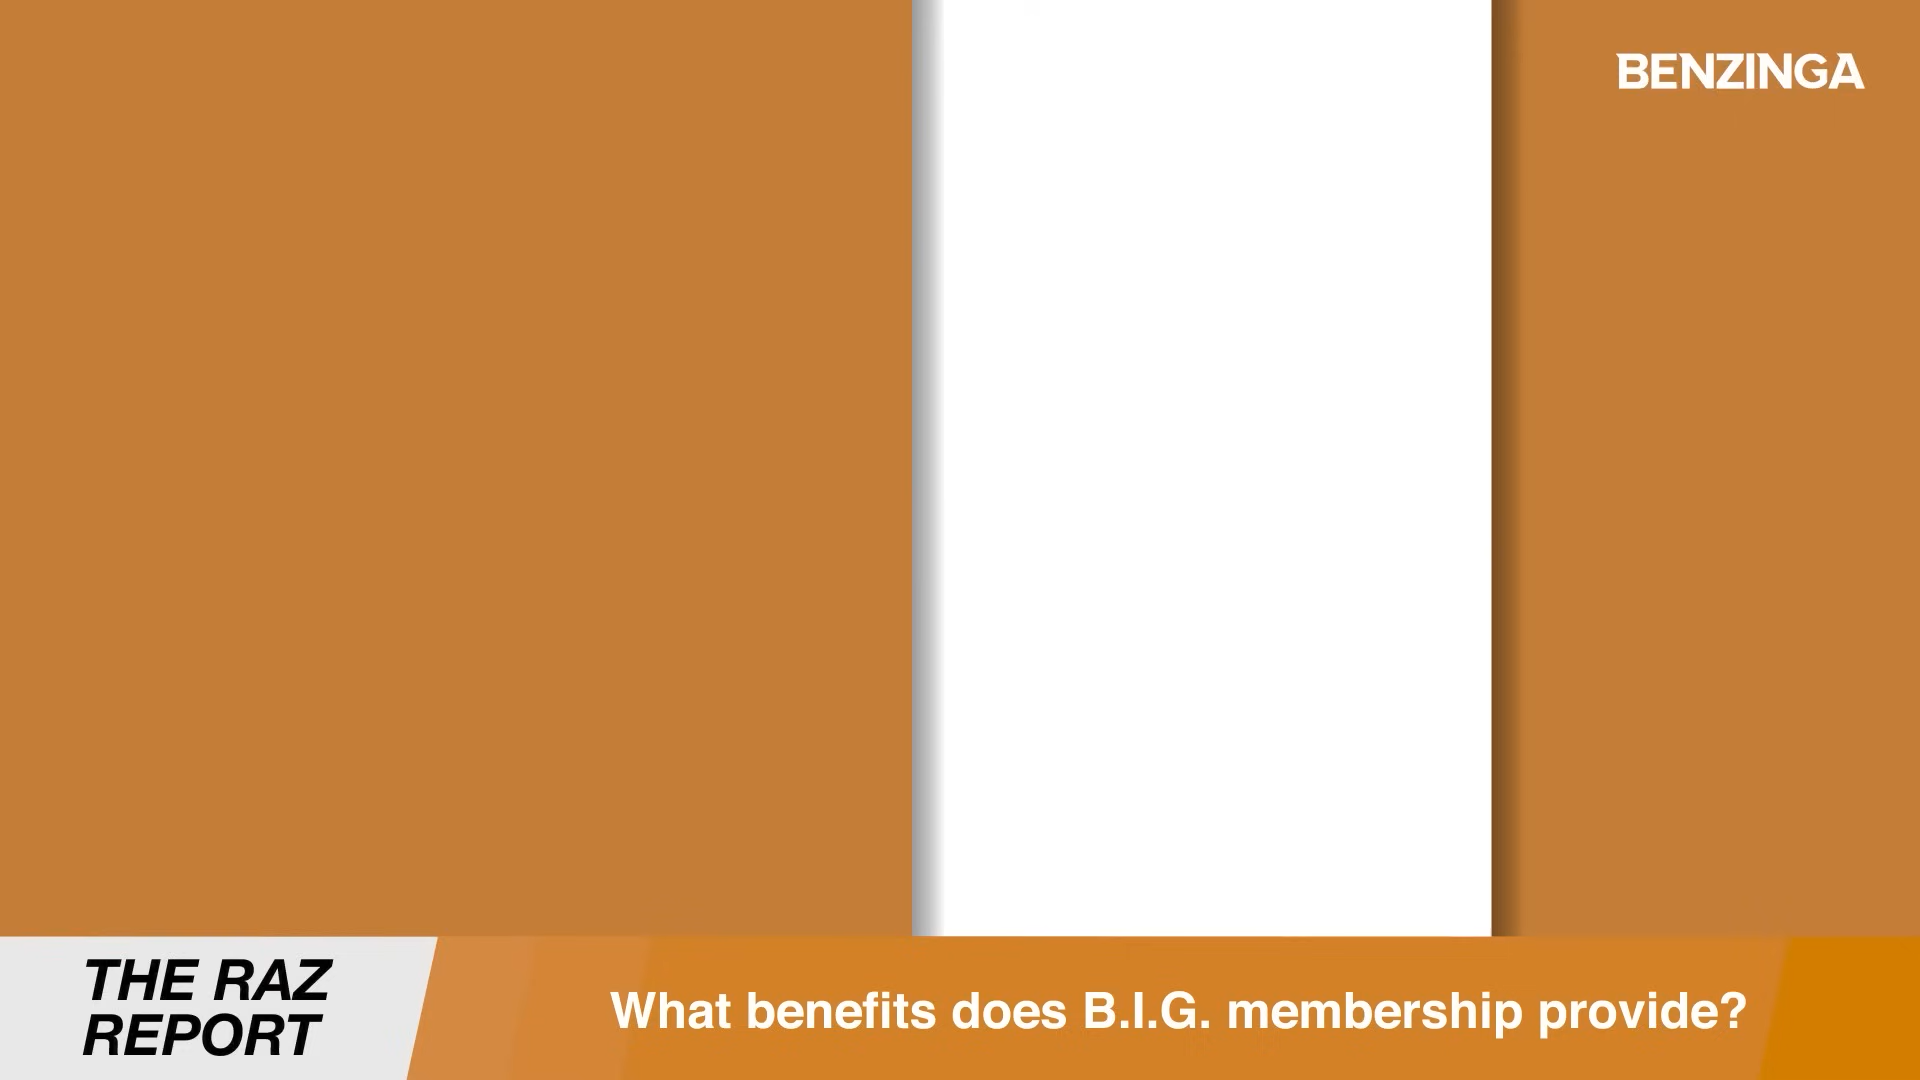 BENZINGA
THE RAZ
REPORT
What benefits does B.I.G. membership provide?